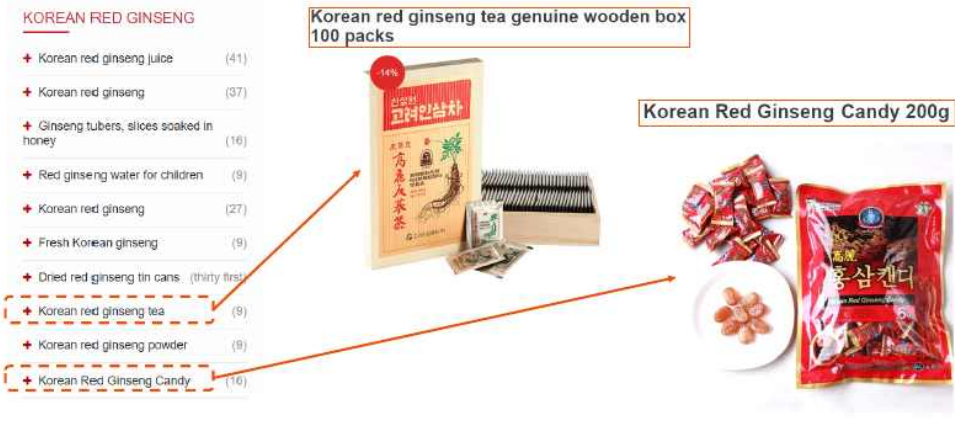 KOREAN RED GINSENG
+ Korean red ginseng juice (41)
+ Korean red ginseng (37)
+ Ginseng tubers, slices soaked in
honey (16)
+ Red ginseng water for children (9)
+ Korean red ginseng (27)
+ Fresh Korean ginseng (9)
+ Dried red ginseng tin cans (thirty first)
+ Korean red ginseng tea (9)
+ Korean red ginseng powder (9)
+ Korean Red Ginseng Candy (16)
Korean red ginseng tea genuine wooden box
100 packs
-14%
고려인삼차
高麗人蔘茶
Korean Red Ginseng Candy 200g
高麗
홍삼캔디
Korean Red Ginseng Candy